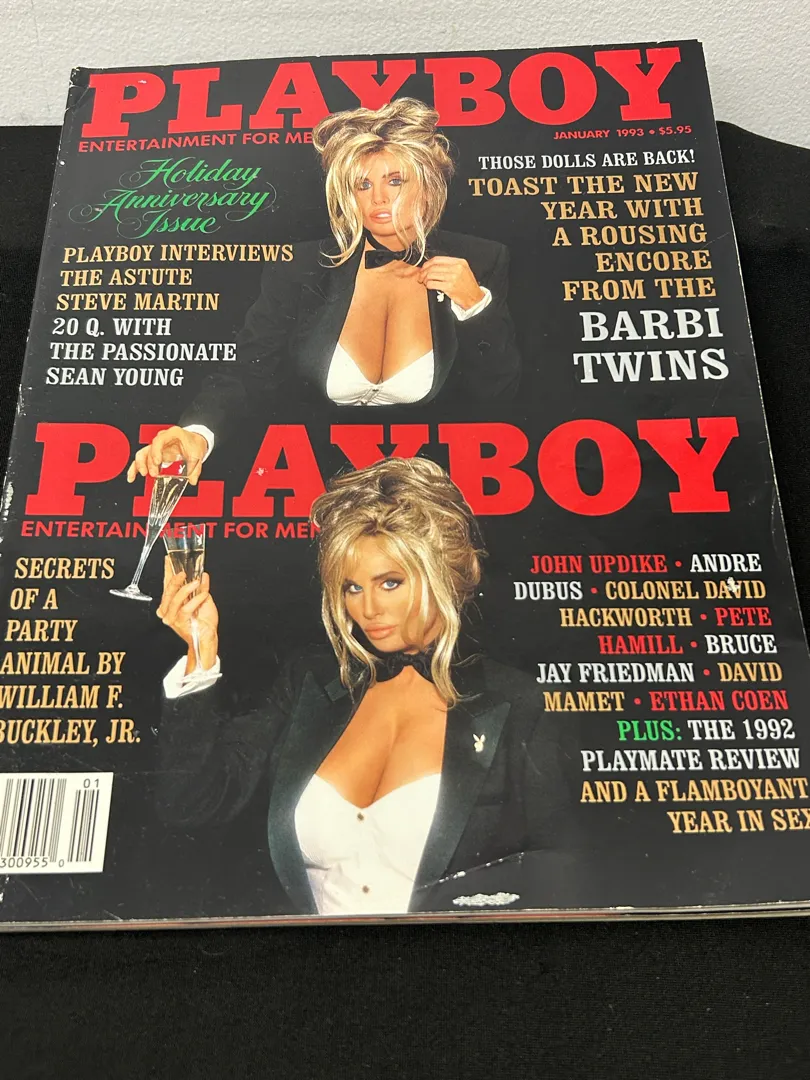 PLAYBOY
ENTERTAINMENT FOR ME
JANUARY 1993 • $5.95
Holiday
Anniversary
Issue
PLAYBOY INTERVIEWS
THE ASTUTE
STEVE MARTIN
20 Q. WITH
THE PASSIONATE
SEAN YOUNG
THOSE DOLLS ARE BACK!
TOAST THE NEW
YEAR WITH
A ROUSING
ENCORE
FROM THE
BARBI
TWINS
PLAYBOY
ENTERTAINMENT FOR MEN
SECRETS
OF A
PARTY
ANIMAL BY
WILLIAM F.
BUCKLEY, JR.
JOHN UPDIKE • ANDRE
DUBUS • COLONEL DAVID
HACKWORTH • PETE
HAMILL • BRUCE
JAY FRIEDMAN • DAVID
MAMET • ETHAN COEN
PLUS: THE 1992
PLAYMATE REVIEW
AND A FLAMBOYANT
YEAR IN SEX
01
300955 0